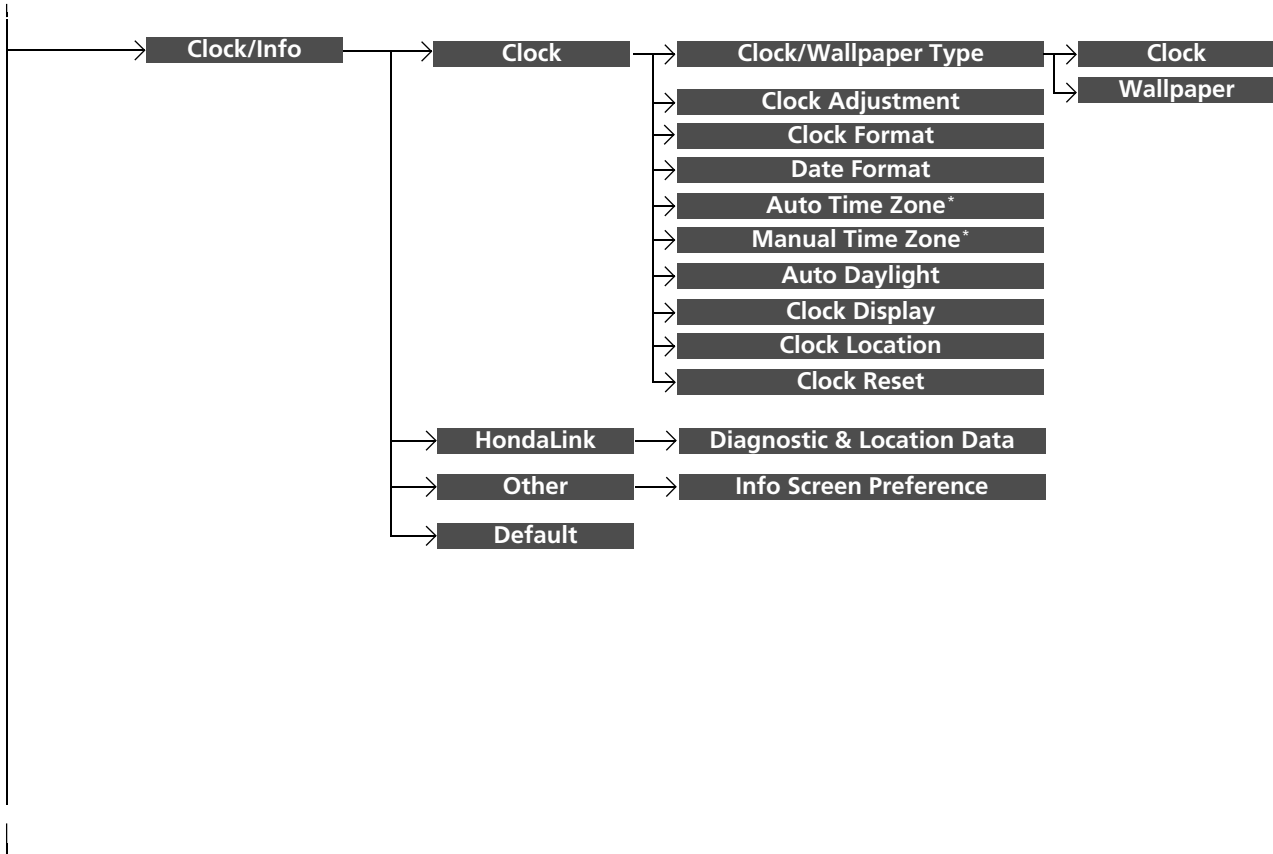 Clock/Info
Clock
Clock/Wallpaper Type
Clock
Wallpaper
Clock Adjustment
Clock Format
Date Format
Auto Time Zone*
Manual Time Zone*
Auto Daylight
Clock Display
Clock Location
Clock Reset
HondaLink
Diagnostic & Location Data
Other
Info Screen Preference
Default